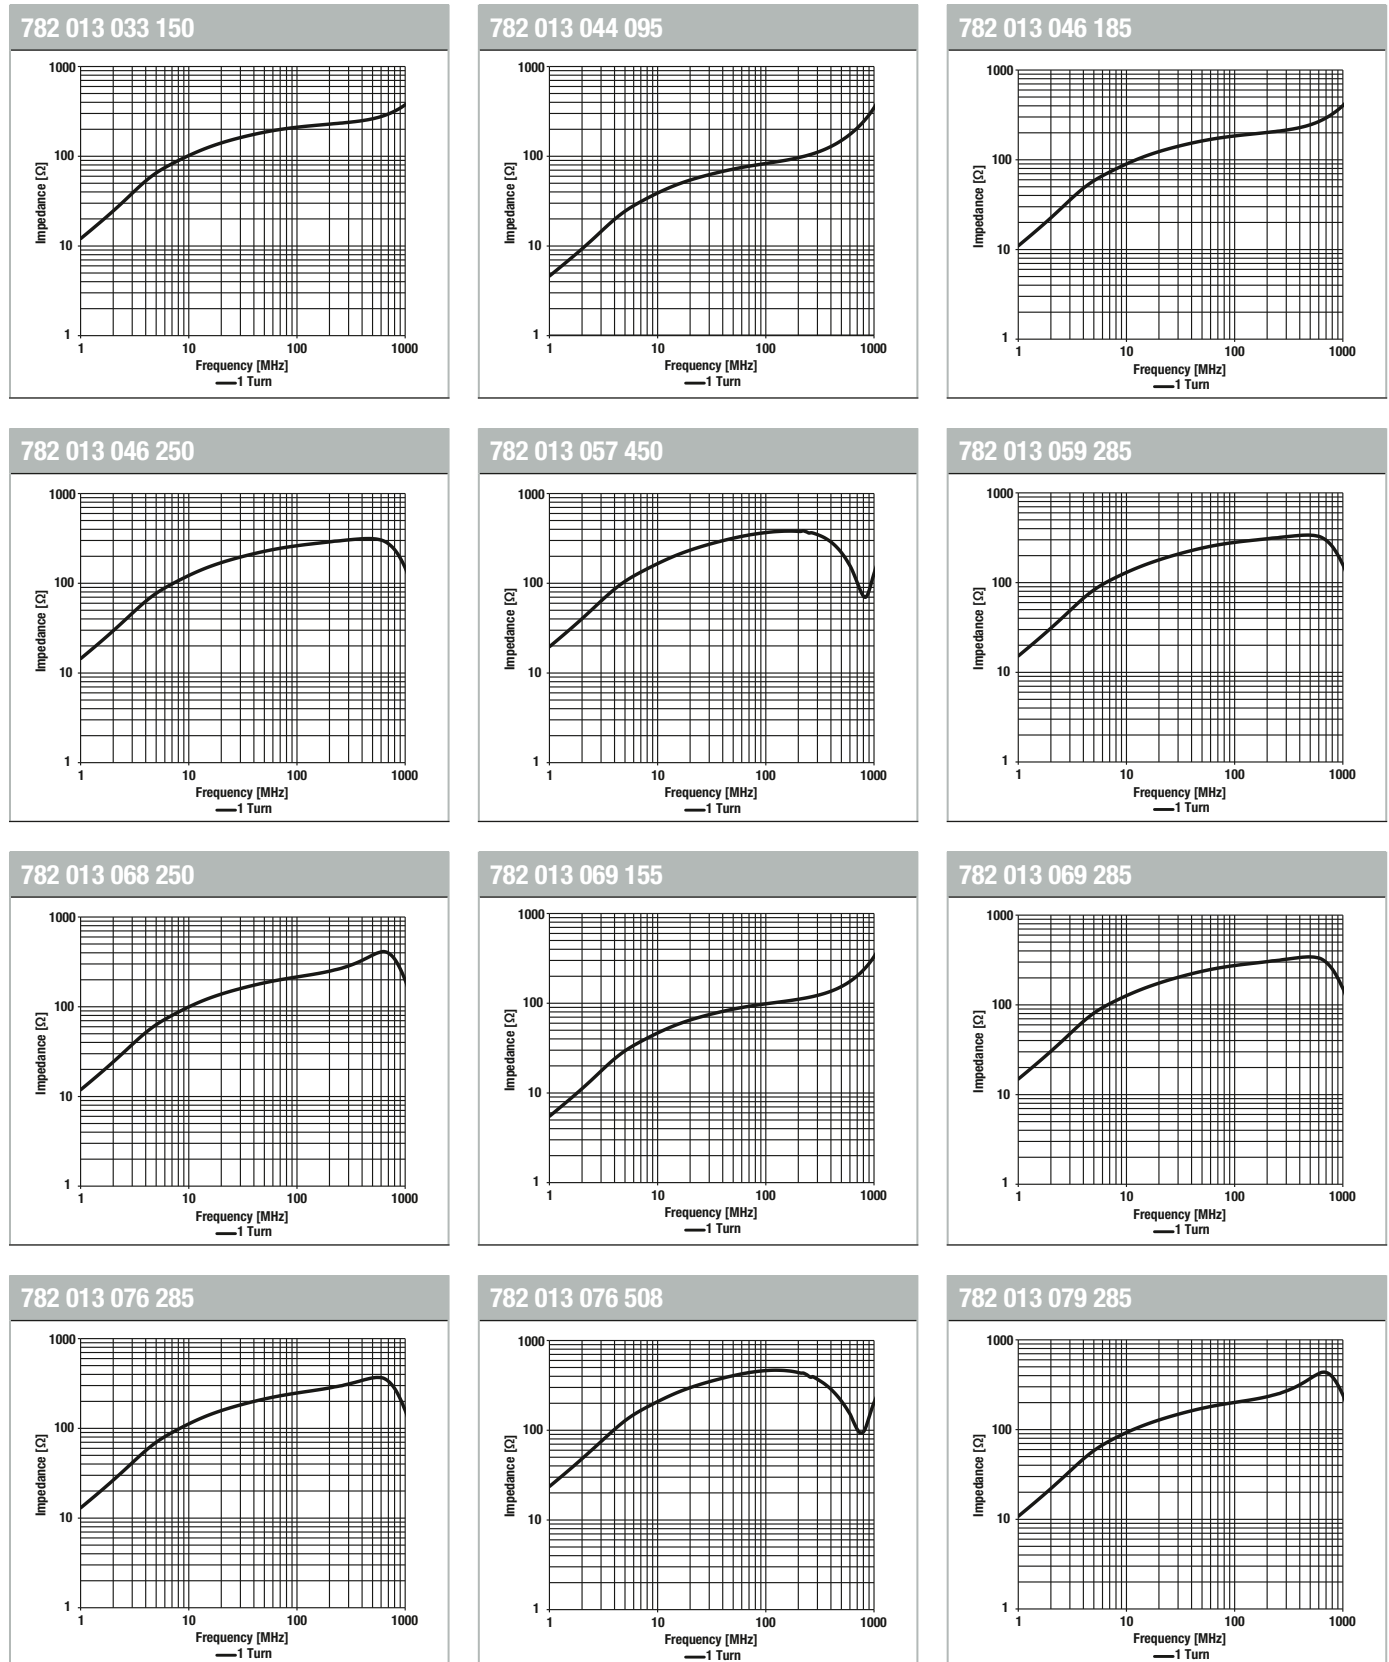 782 013 033 150
1000
100
10
1
Impedance [Ω]
1 10 100 1000
Frequency [MHz]
1 Turn
782 013 044 095
1000
100
10
1
Impedance [Ω]
1 10 100 1000
Frequency [MHz]
1 Turn
782 013 046 185
1000
100
10
1
Impedance [Ω]
1 10 100 1000
Frequency [MHz]
1 Turn
782 013 046 250
1000
100
10
1
Impedance [Ω]
1 10 100 1000
Frequency [MHz]
1 Turn
782 013 057 450
1000
100
10
1
Impedance [Ω]
1 10 100 1000
Frequency [MHz]
1 Turn
782 013 059 285
1000
100
10
1
Impedance [Ω]
1 10 100 1000
Frequency [MHz]
1 Turn
782 013 068 250
1000
100
10
1
Impedance [Ω]
1 10 100 1000
Frequency [MHz]
1 Turn
782 013 069 155
1000
100
10
1
Impedance [Ω]
1 10 100 1000
Frequency [MHz]
1 Turn
782 013 069 285
1000
100
10
1
Impedance [Ω]
1 10 100 1000
Frequency [MHz]
1 Turn
782 013 076 285
1000
100
10
1
Impedance [Ω]
1 10 100 1000
Frequency [MHz]
1 Turn
782 013 076 508
1000
100
10
1
Impedance [Ω]
1 10 100 1000
Frequency [MHz]
1 Turn
782 013 079 285
1000
100
10
1
Impedance [Ω]
1 10 100 1000
Frequency [MHz]
1 Turn